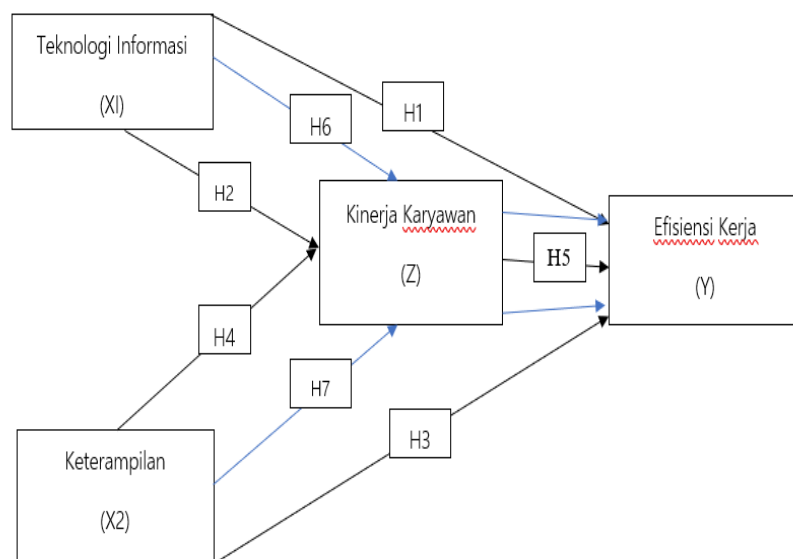 Teknologi Informasi
(XI)
H1
H6
H2
Kinerja Karyawan
(Z)
Efisiensi Kerja
(Y)
H5
H4
H7
H3
Keterampilan
(X2)